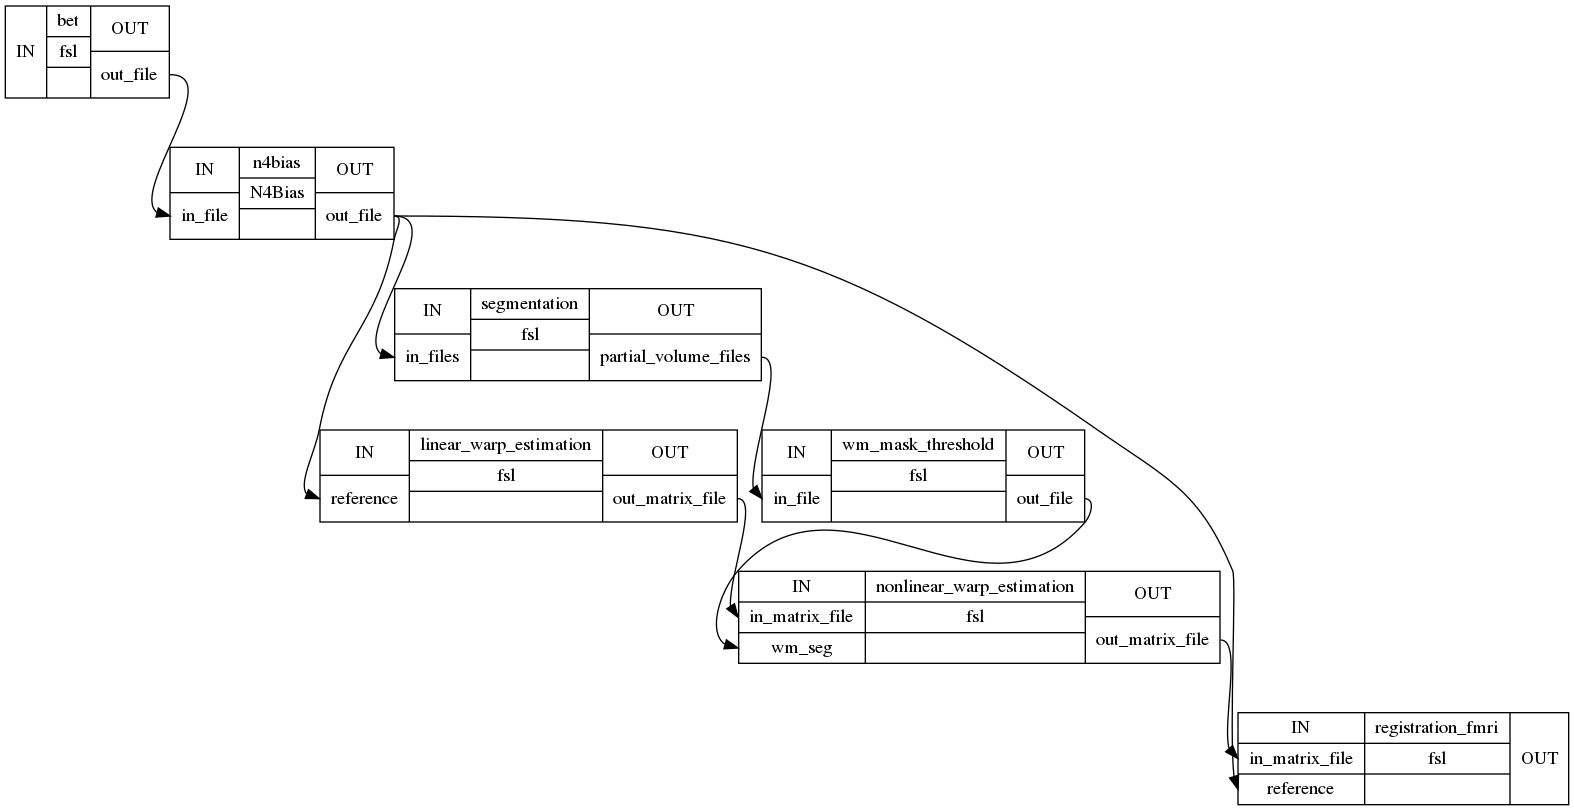 IN
bet
fsl
OUT
out_file
IN
in_file
n4bias
N4Bias
OUT
out_file
IN
in_files
segmentation
fsl
OUT
partial_volume_files
IN
reference
linear_warp_estimation
fsl
OUT
out_matrix_file
IN
in_file
wm_mask_threshold
fsl
OUT
out_file
IN
in_matrix_file
wm_seg
nonlinear_warp_estimation
fsl
OUT
out_matrix_file
IN
in_matrix_file
reference
registration_fmri
fsl
OUT